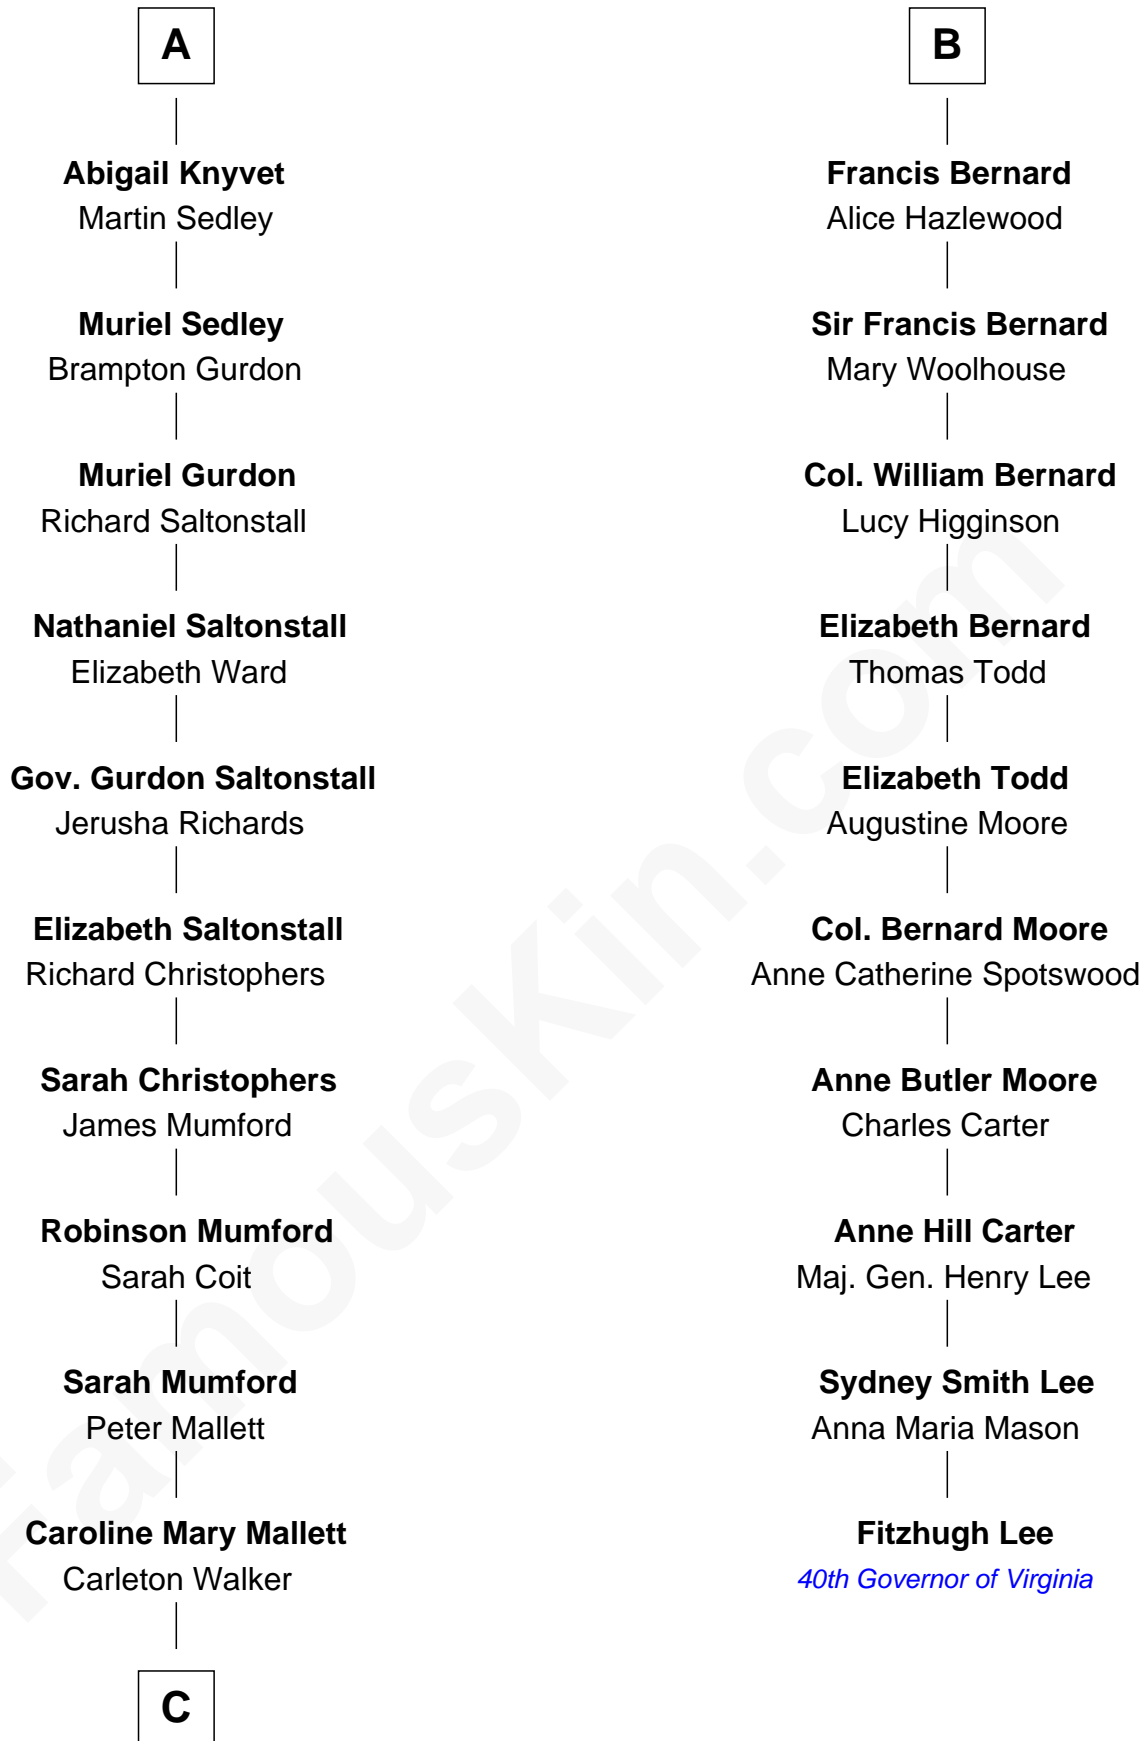 A
Abigail Knyvet
Martin Sedley
Muriel Sedley
Brampton Gurdon
Muriel Gurdon
Richard Saltonstall
Nathaniel Saltonstall
Elizabeth Ward
Gov. Gurdon Saltonstall
Jerusha Richards
Elizabeth Saltonstall
Richard Christophers
Sarah Christophers
James Mumford
Robinson Mumford
Sarah Coit
Sarah Mumford
Peter Mallett
Caroline Mary Mallett
Carleton Walker
C
B
Francis Bernard
Alice Hazlewood
Sir Francis Bernard
Mary Woolhouse
Col. William Bernard
Lucy Higginson
Elizabeth Bernard
Thomas Todd
Elizabeth Todd
Augustine Moore
Col. Bernard Moore
Anne Catherine Spotswood
Anne Butler Moore
Charles Carter
Anne Hill Carter
Maj. Gen. Henry Lee
Sydney Smith Lee
Anna Maria Mason
Fitzhugh Lee
40th Governor of Virginia
FamousKin.com